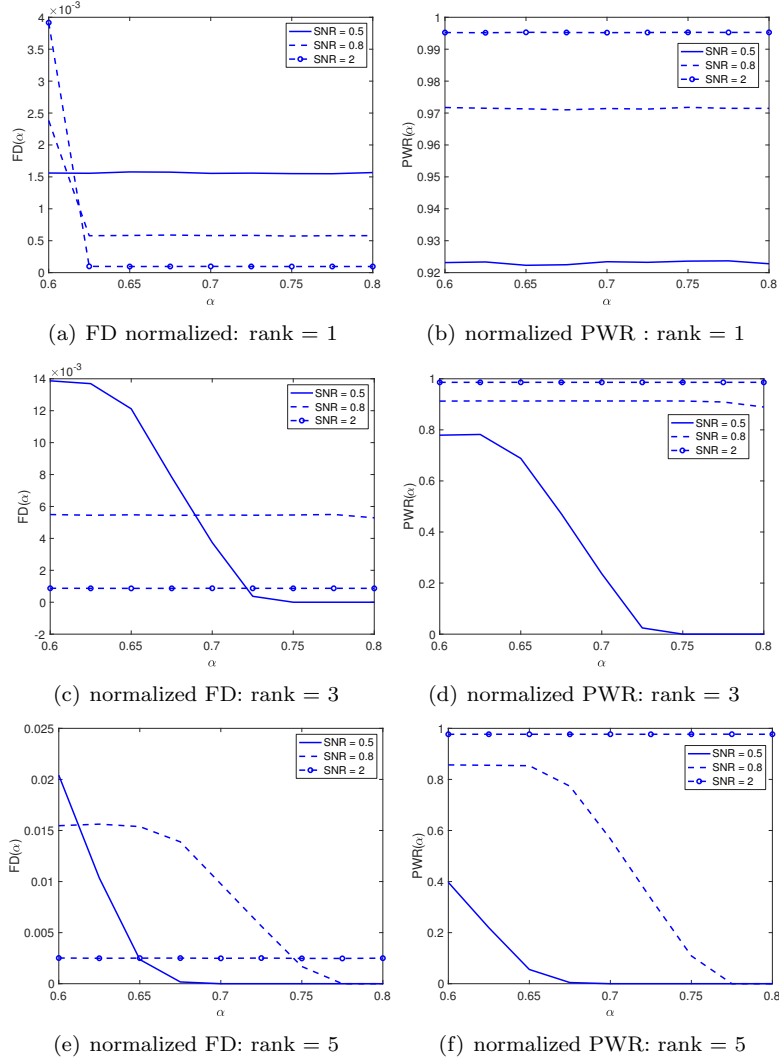 ×10⁻³
4
3.5
3
2.5
2
1.5
1
0.5
0
FD(α)
0.6 0.65 0.7 0.75 0.8
α
SNR = 0.5
SNR = 0.8
SNR = 2
(a) FD normalized: rank = 1
1
0.99
0.98
0.97
0.96
0.95
0.94
0.93
0.92
PWR(α)
0.6 0.65 0.7 0.75 0.8
α
SNR = 0.5
SNR = 0.8
SNR = 2
(b) normalized PWR : rank = 1
×10⁻³
14
12
10
8
6
4
2
0
-2
FD(α)
0.6 0.65 0.7 0.75 0.8
α
SNR = 0.5
SNR = 0.8
SNR = 2
(c) normalized FD: rank = 3
1
0.8
0.6
0.4
0.2
0
PWR(α)
0.6 0.65 0.7 0.75 0.8
α
SNR = 0.5
SNR = 0.8
SNR = 2
(d) normalized PWR: rank = 3
0.025
0.02
0.015
0.01
0.005
0
FD(α)
0.6 0.65 0.7 0.75 0.8
α
SNR = 0.5
SNR = 0.8
SNR = 2
(e) normalized FD: rank = 5
1
0.8
0.6
0.4
0.2
0
PWR(α)
0.6 0.65 0.7 0.75 0.8
α
SNR = 0.5
SNR = 0.8
SNR = 2
(f) normalized PWR: rank = 5